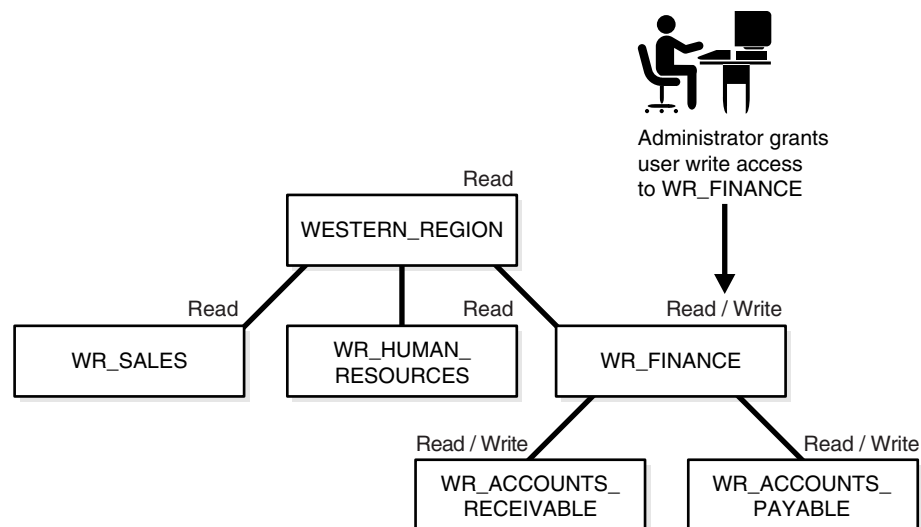 Administrator grants
user write access
to WR_FINANCE
Read
WESTERN_REGION
Read
Read
Read / Write
WR_SALES
WR_HUMAN_
RESOURCES
WR_FINANCE
Read / Write
Read / Write
WR_ACCOUNTS_
RECEIVABLE
WR_ACCOUNTS_
PAYABLE